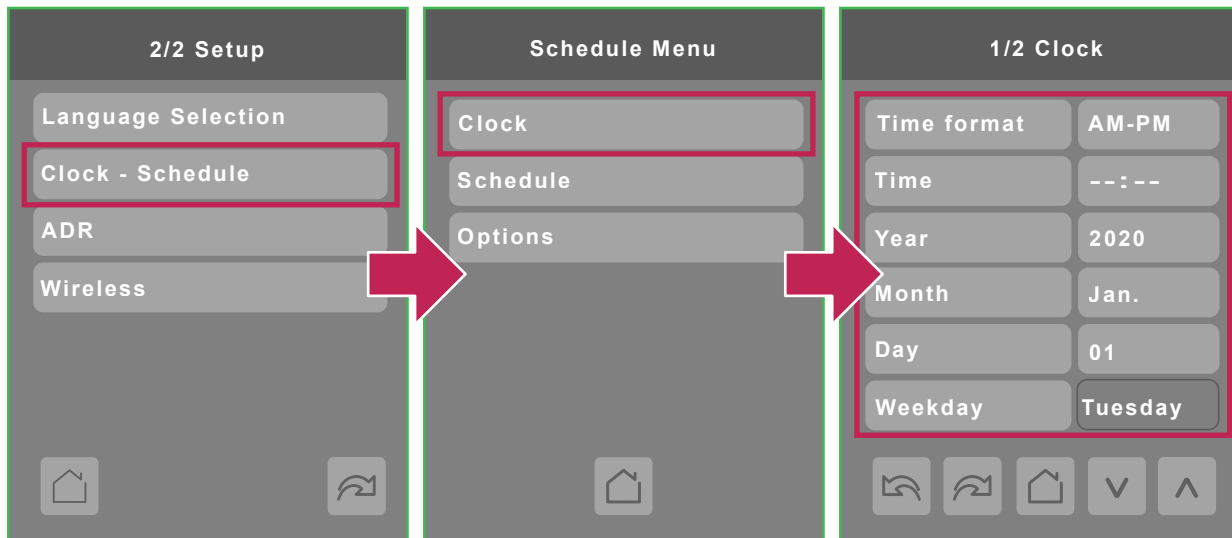 2/2 Setup
Language Selection
Clock - Schedule
ADR
Wireless
Schedule Menu
Clock
Schedule
Options
1/2 Clock
Time format AM-PM
Time --:--
Year 2020
Month Jan.
Day 01
Weekday Tuesday